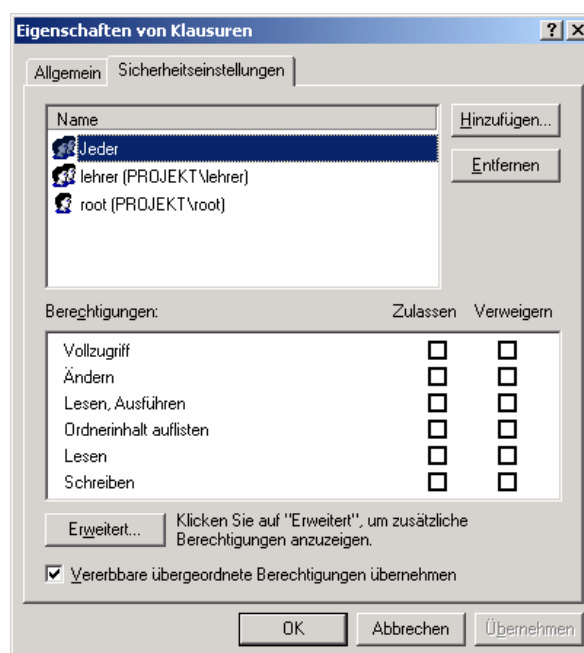 Eigenschaften von Klausuren
Allgemein
Sicherheitseinstellungen
Name
Jeder
lehrer (PROJEKT\lehrer)
root (PROJEKT\root)
Hinzufügen...
Entfernen
Berechtigungen: Zulassen Verweigern
Vollzugriff
Ändern
Lesen, Ausführen
Ordnerinhalt auflisten
Lesen
Schreiben
Erweitert...
Klicken Sie auf "Erweitert", um zusätzliche
Berechtigungen anzuzeigen.
Vererbbare übergeordnete Berechtigungen übernehmen
OK Abbrechen Übernehmen